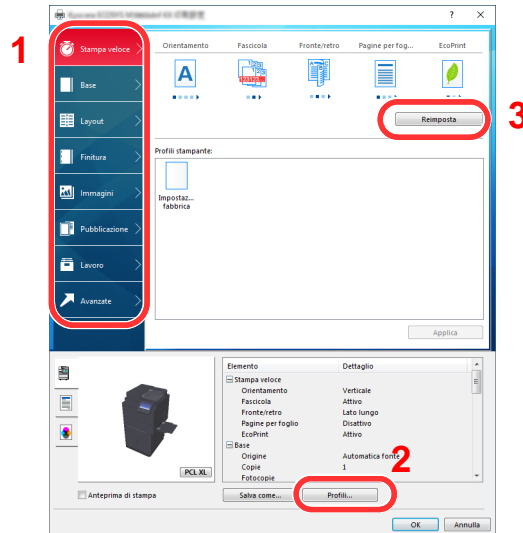 ? ×
1
Stampa veloce
Base
Layout
Finitura
Immagini
Pubblicazione
Lavoro
Avanzate
Orientamento Fascicola Fronte/retro Pagine per fog... EcoPrint
A
123123
Reimposta
3
Profili stampante:
Impostaz...
fabbrica
Applica
Elemento Dettaglio
Stampa veloce
Orientamento Verticale
Fascicola Attivo
Fronte/retro Lato lungo
Pagine per foglio Disattivo
EcoPrint Attivo
Base
Origine Automatica fonte
Copie 1
Fotocopie
2
PCL XL
Anteprima di stampa
Salva come...
Profili...
OK
Annulla